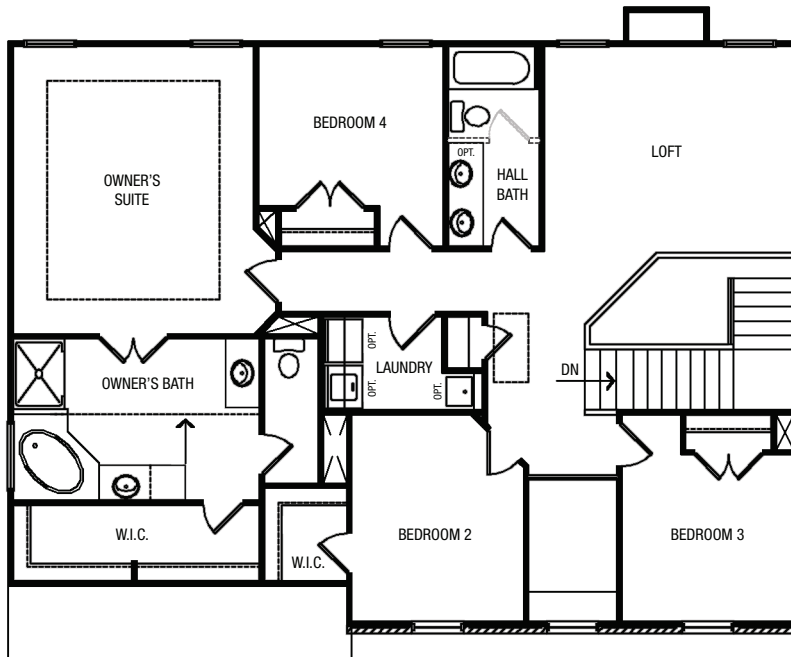 BEDROOM 4
OPT.
HALL
BATH
LOFT
OWNER'S
SUITE
OPT.
LAUNDRY
OPT.
OPT.
OWNER'S BATH
DN
W.I.C.
W.I.C.
BEDROOM 2
BEDROOM 3